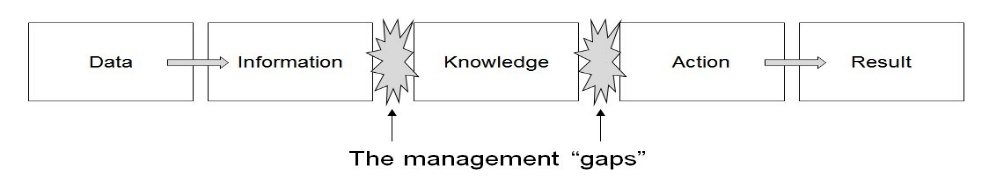 Data
Information
Knowledge
Action
Result
The management “gaps”